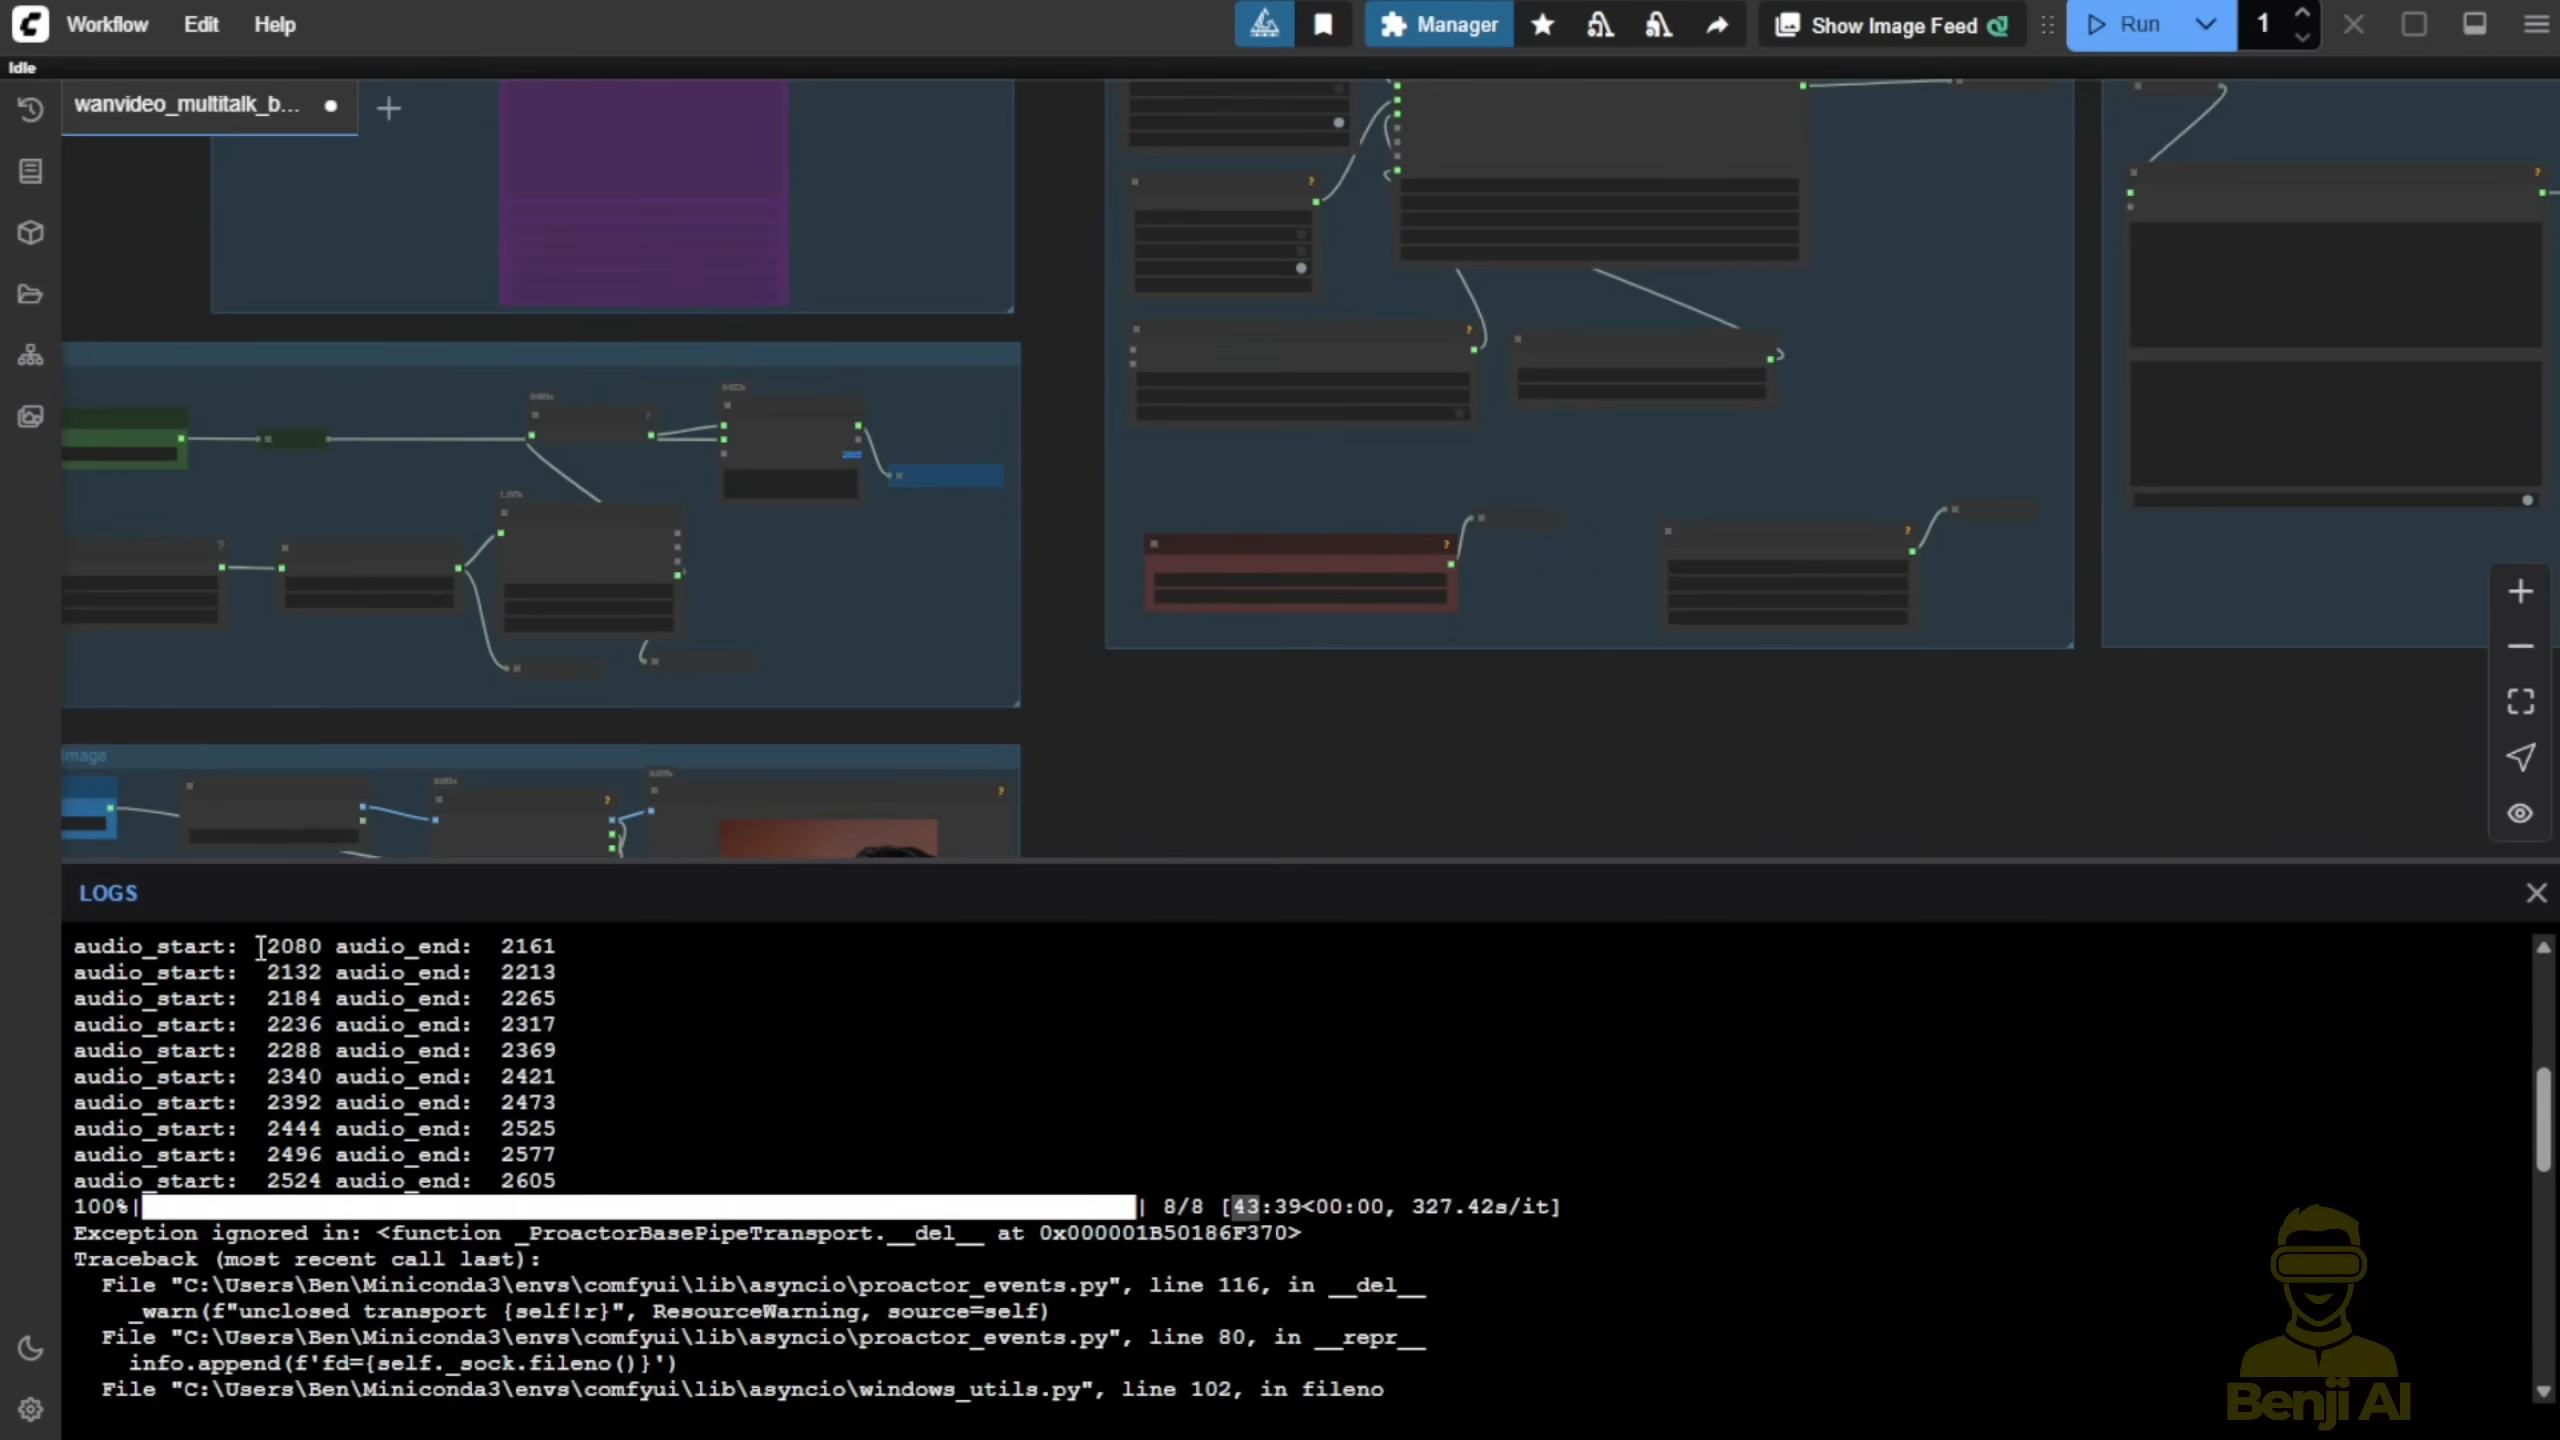 Workflow Edit Help
Manager
Show Image Feed
Run
1
Idle
wanvideo_multitalk_b...
2605
Image
LOGS
audio_start: 2080 audio_end: 2161
audio_start: 2132 audio_end: 2213
audio_start: 2184 audio_end: 2265
audio_start: 2236 audio_end: 2317
audio_start: 2288 audio_end: 2369
audio_start: 2340 audio_end: 2421
audio_start: 2392 audio_end: 2473
audio_start: 2444 audio_end: 2525
audio_start: 2496 audio_end: 2577
audio_start: 2524 audio_end: 2605
100%| | 8/8 [43:39<00:00, 327.42s/it]
Exception ignored in: <function _ProactorBasePipeTransport.__del__ at 0x000001B50186F370>
Traceback (most recent call last):
File "C:\Users\Ben\Miniconda3\envs\comfyui\lib\asyncio\proactor_events.py", line 116, in __del__
_warn(f"unclosed transport {self!r}", ResourceWarning, source=self)
File "C:\Users\Ben\Miniconda3\envs\comfyui\lib\asyncio\proactor_events.py", line 80, in __repr__
info.append(f'fd={self._sock.fileno()}')
File "C:\Users\Ben\Miniconda3\envs\comfyui\lib\asyncio\windows_utils.py", line 102, in fileno
Benji AI